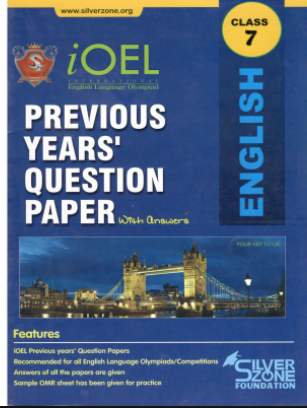 www.silverzone.org
CLASS
7
iOEL
INTERNATIONAL
English Language Olympiad
ENGLISH
PREVIOUS
YEARS'
QUESTION
PAPER With Answers
YOUR KEY TO UK
Features
iOEL Previous years' Question Papers
Recommended for all English Language Olympiads/Competitions
Answers of all the papers are given
Sample OMR sheet has been given for practice
SILVER
ZONE
FOUNDATION